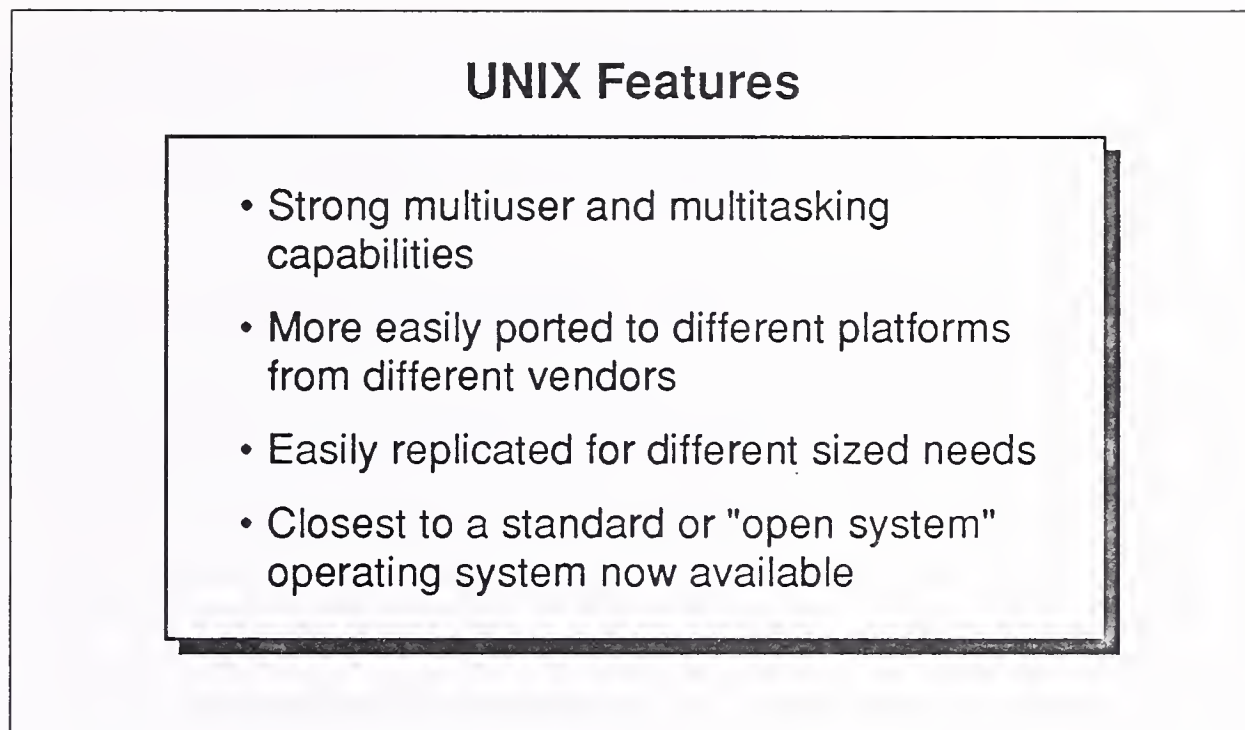 UNIX Features
• Strong multiuser and multitasking
capabilities
• More easily ported to different platforms
from different vendors
• Easily replicated for different sized needs
• Closest to a standard or "open system"
operating system now available